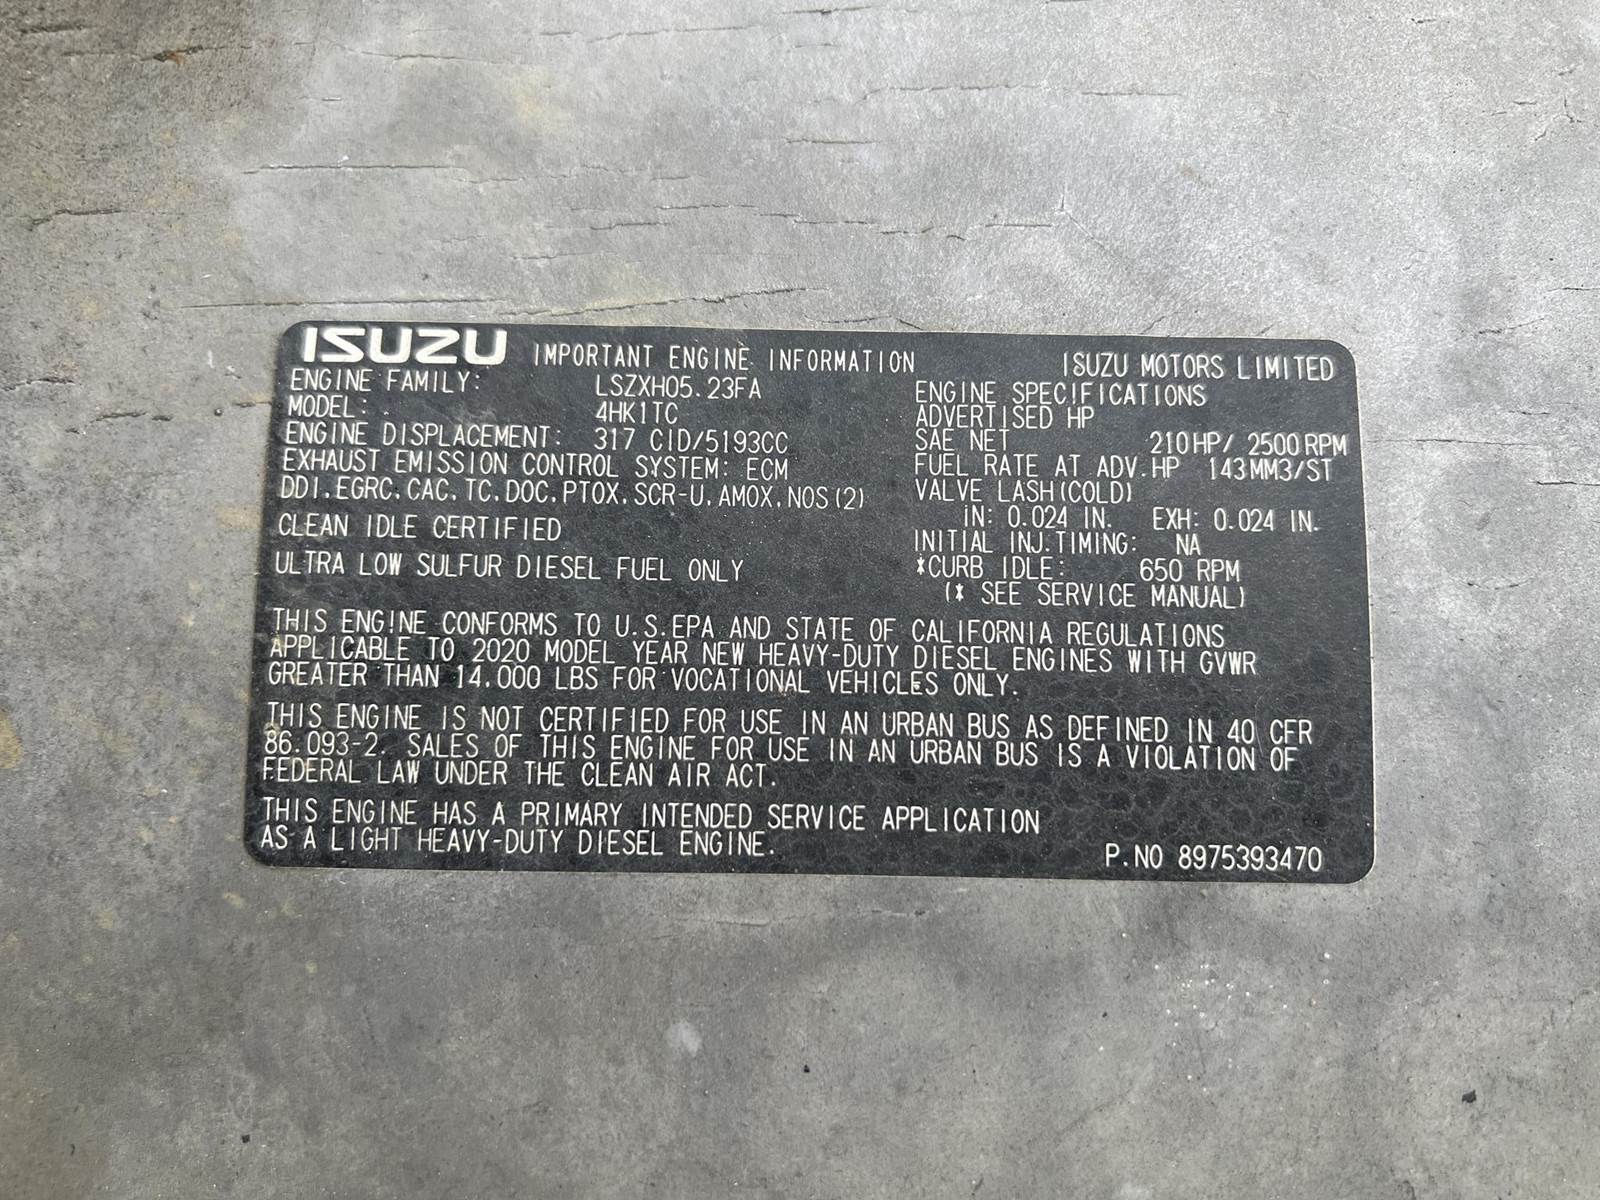 ISUZU IMPORTANT ENGINE INFORMATION ISUZU MOTORS LIMITED
ENGINE FAMILY: LSZXH05.23FA
MODEL: 4HK1TC
ENGINE DISPLACEMENT: 317 CID/5193CC
EXHAUST EMISSION CONTROL SYSTEM: ECM
DDI.EGRC.CAC.TC.DOC.PTOX.SCR-U.AMOX.NOS(2)
CLEAN IDLE CERTIFIED
ULTRA LOW SULFUR DIESEL FUEL ONLY
ENGINE SPECIFICATIONS
ADVERTISED HP
SAE NET 210HP/ 2500RPM
FUEL RATE AT ADV.HP 143MM3/ST
VALVE LASH(COLD)
IN: 0.024 IN. EXH: 0.024 IN.
INITIAL INJ.TIMING: NA
*CURB IDLE: 650 RPM
(* SEE SERVICE MANUAL)
THIS ENGINE CONFORMS TO U.S.EPA AND STATE OF CALIFORNIA REGULATIONS
APPLICABLE TO 2020 MODEL YEAR NEW HEAVY-DUTY DIESEL ENGINES WITH GVWR
GREATER THAN 14.000 LBS FOR VOCATIONAL VEHICLES ONLY.
THIS ENGINE IS NOT CERTIFIED FOR USE IN AN URBAN BUS AS DEFINED IN 40 CFR
86.093-2. SALES OF THIS ENGINE FOR USE IN AN URBAN BUS IS A VIOLATION OF
FEDERAL LAW UNDER THE CLEAN AIR ACT.
THIS ENGINE HAS A PRIMARY INTENDED SERVICE APPLICATION
AS A LIGHT HEAVY-DUTY DIESEL ENGINE.
P.NO 8975393470